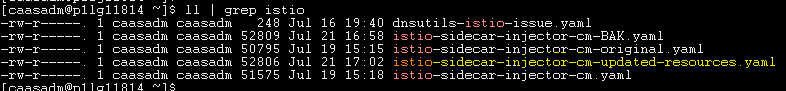 [caasadm@p1lg11814 ~]$ ll | grep istio
-rw-r-----. 1 caasadm caasadm   248 Jul 16 19:40 dnsutils-istio-issue.yaml
-rw-r-----. 1 caasadm caasadm 52809 Jul 21 16:58 istio-sidecar-injector-cm-BAK.yaml
-rw-r-----. 1 caasadm caasadm 50795 Jul 19 15:15 istio-sidecar-injector-cm-original.yaml
-rw-r-----. 1 caasadm caasadm 52806 Jul 21 17:02 istio-sidecar-injector-cm-updated-resources.yaml
-rw-r-----. 1 caasadm caasadm 51575 Jul 19 15:18 istio-sidecar-injector-cm.yaml
[caasadm@p1lg11814 ~]$